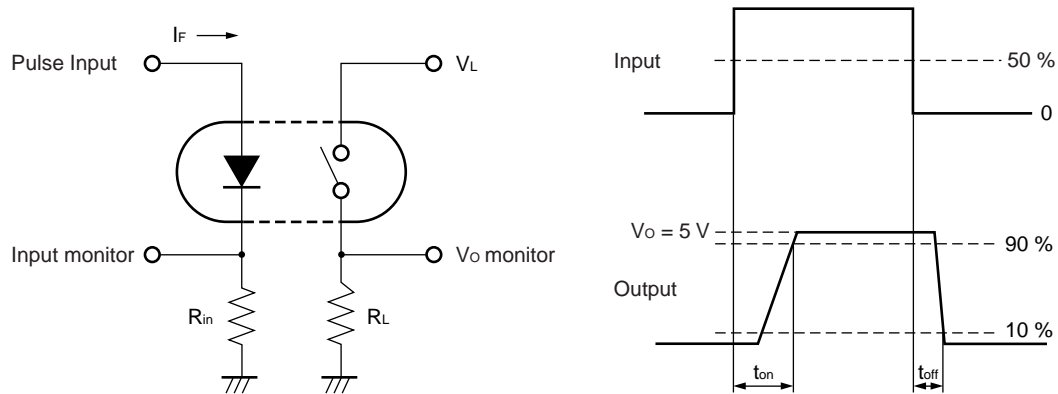 IF
Pulse Input
VL
Input monitor
VO monitor
Rin
RL
Input
50 %
0
VO = 5 V
90 %
Output
10 %
ton
toff